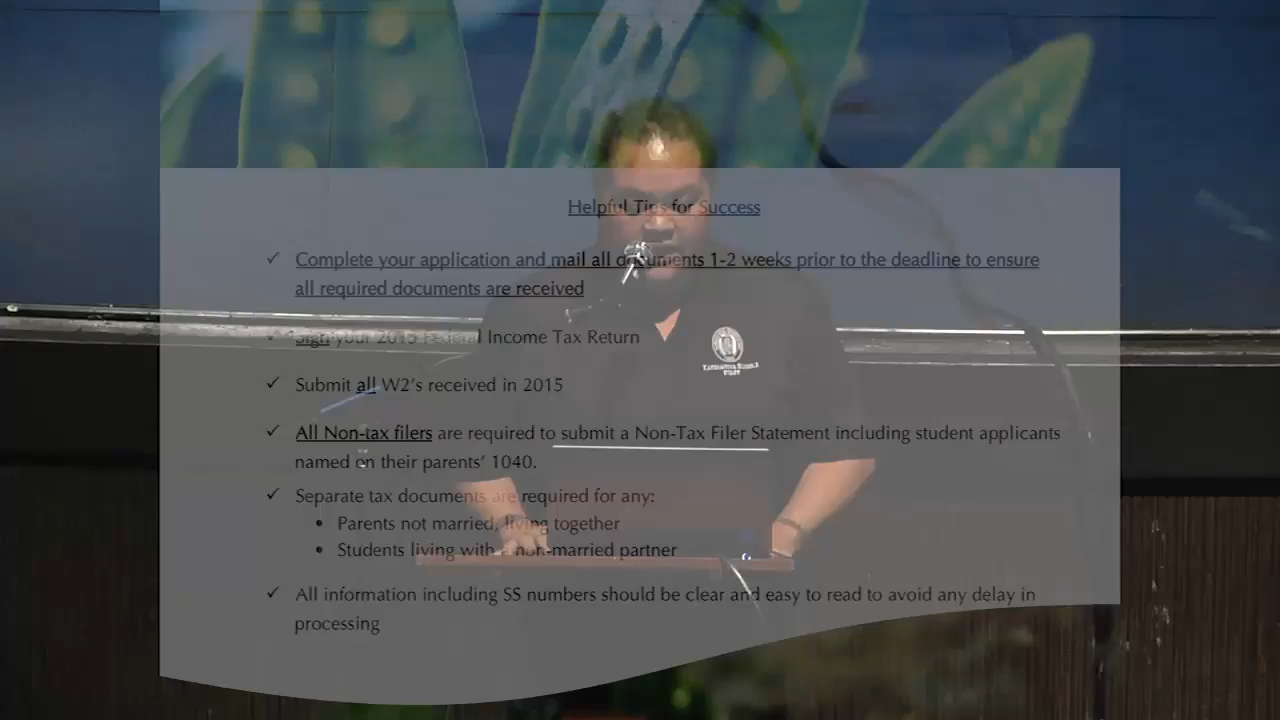 Helpful Tips for Success
✓ Complete your application and mail all documents 1-2 weeks prior to the deadline to ensure
all required documents are received
✓ Sign your 2015 Federal Income Tax Return
✓ Submit all W2's received in 2015
✓ All Non-tax filers are required to submit a Non-Tax Filer Statement including student applicants
named on their parents' 1040.
✓ Separate tax documents are required for any:
• Parents not married, living together
• Students living with a non-married partner
✓ All information including SS numbers should be clear and easy to read to avoid any delay in
processing
STAFF